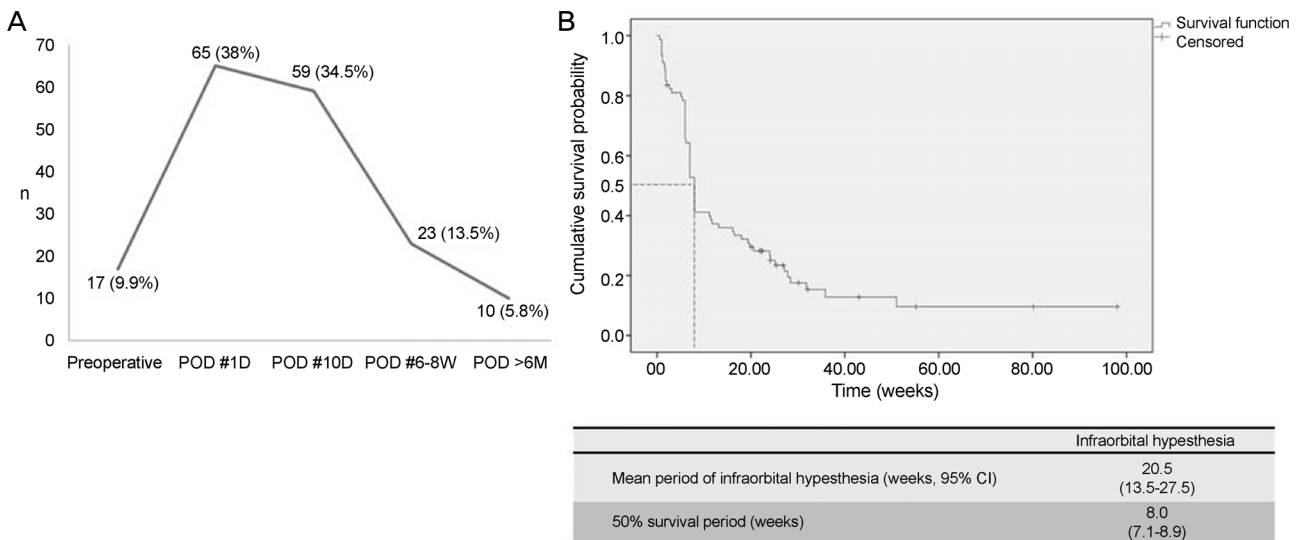 A
70
60
50
40
n
30
20
10
0
65 (38%)
59 (34.5%)
23 (13.5%)
17 (9.9%)
10 (5.8%)
Preoperative POD #1D POD #10D POD #6-8W POD >6M
B
Survival function
Censored
Cumulative survival probability
1.0
0.8
0.6
0.5
0.4
0.2
0.0
00 20.00 40.00 60.00 80.00 100.00
Time (weeks)
Infraorbital hypesthesia
Mean period of infraorbital hypesthesia (weeks, 95% CI) 20.5
(13.5-27.5)
50% survival period (weeks) 8.0
(7.1-8.9)